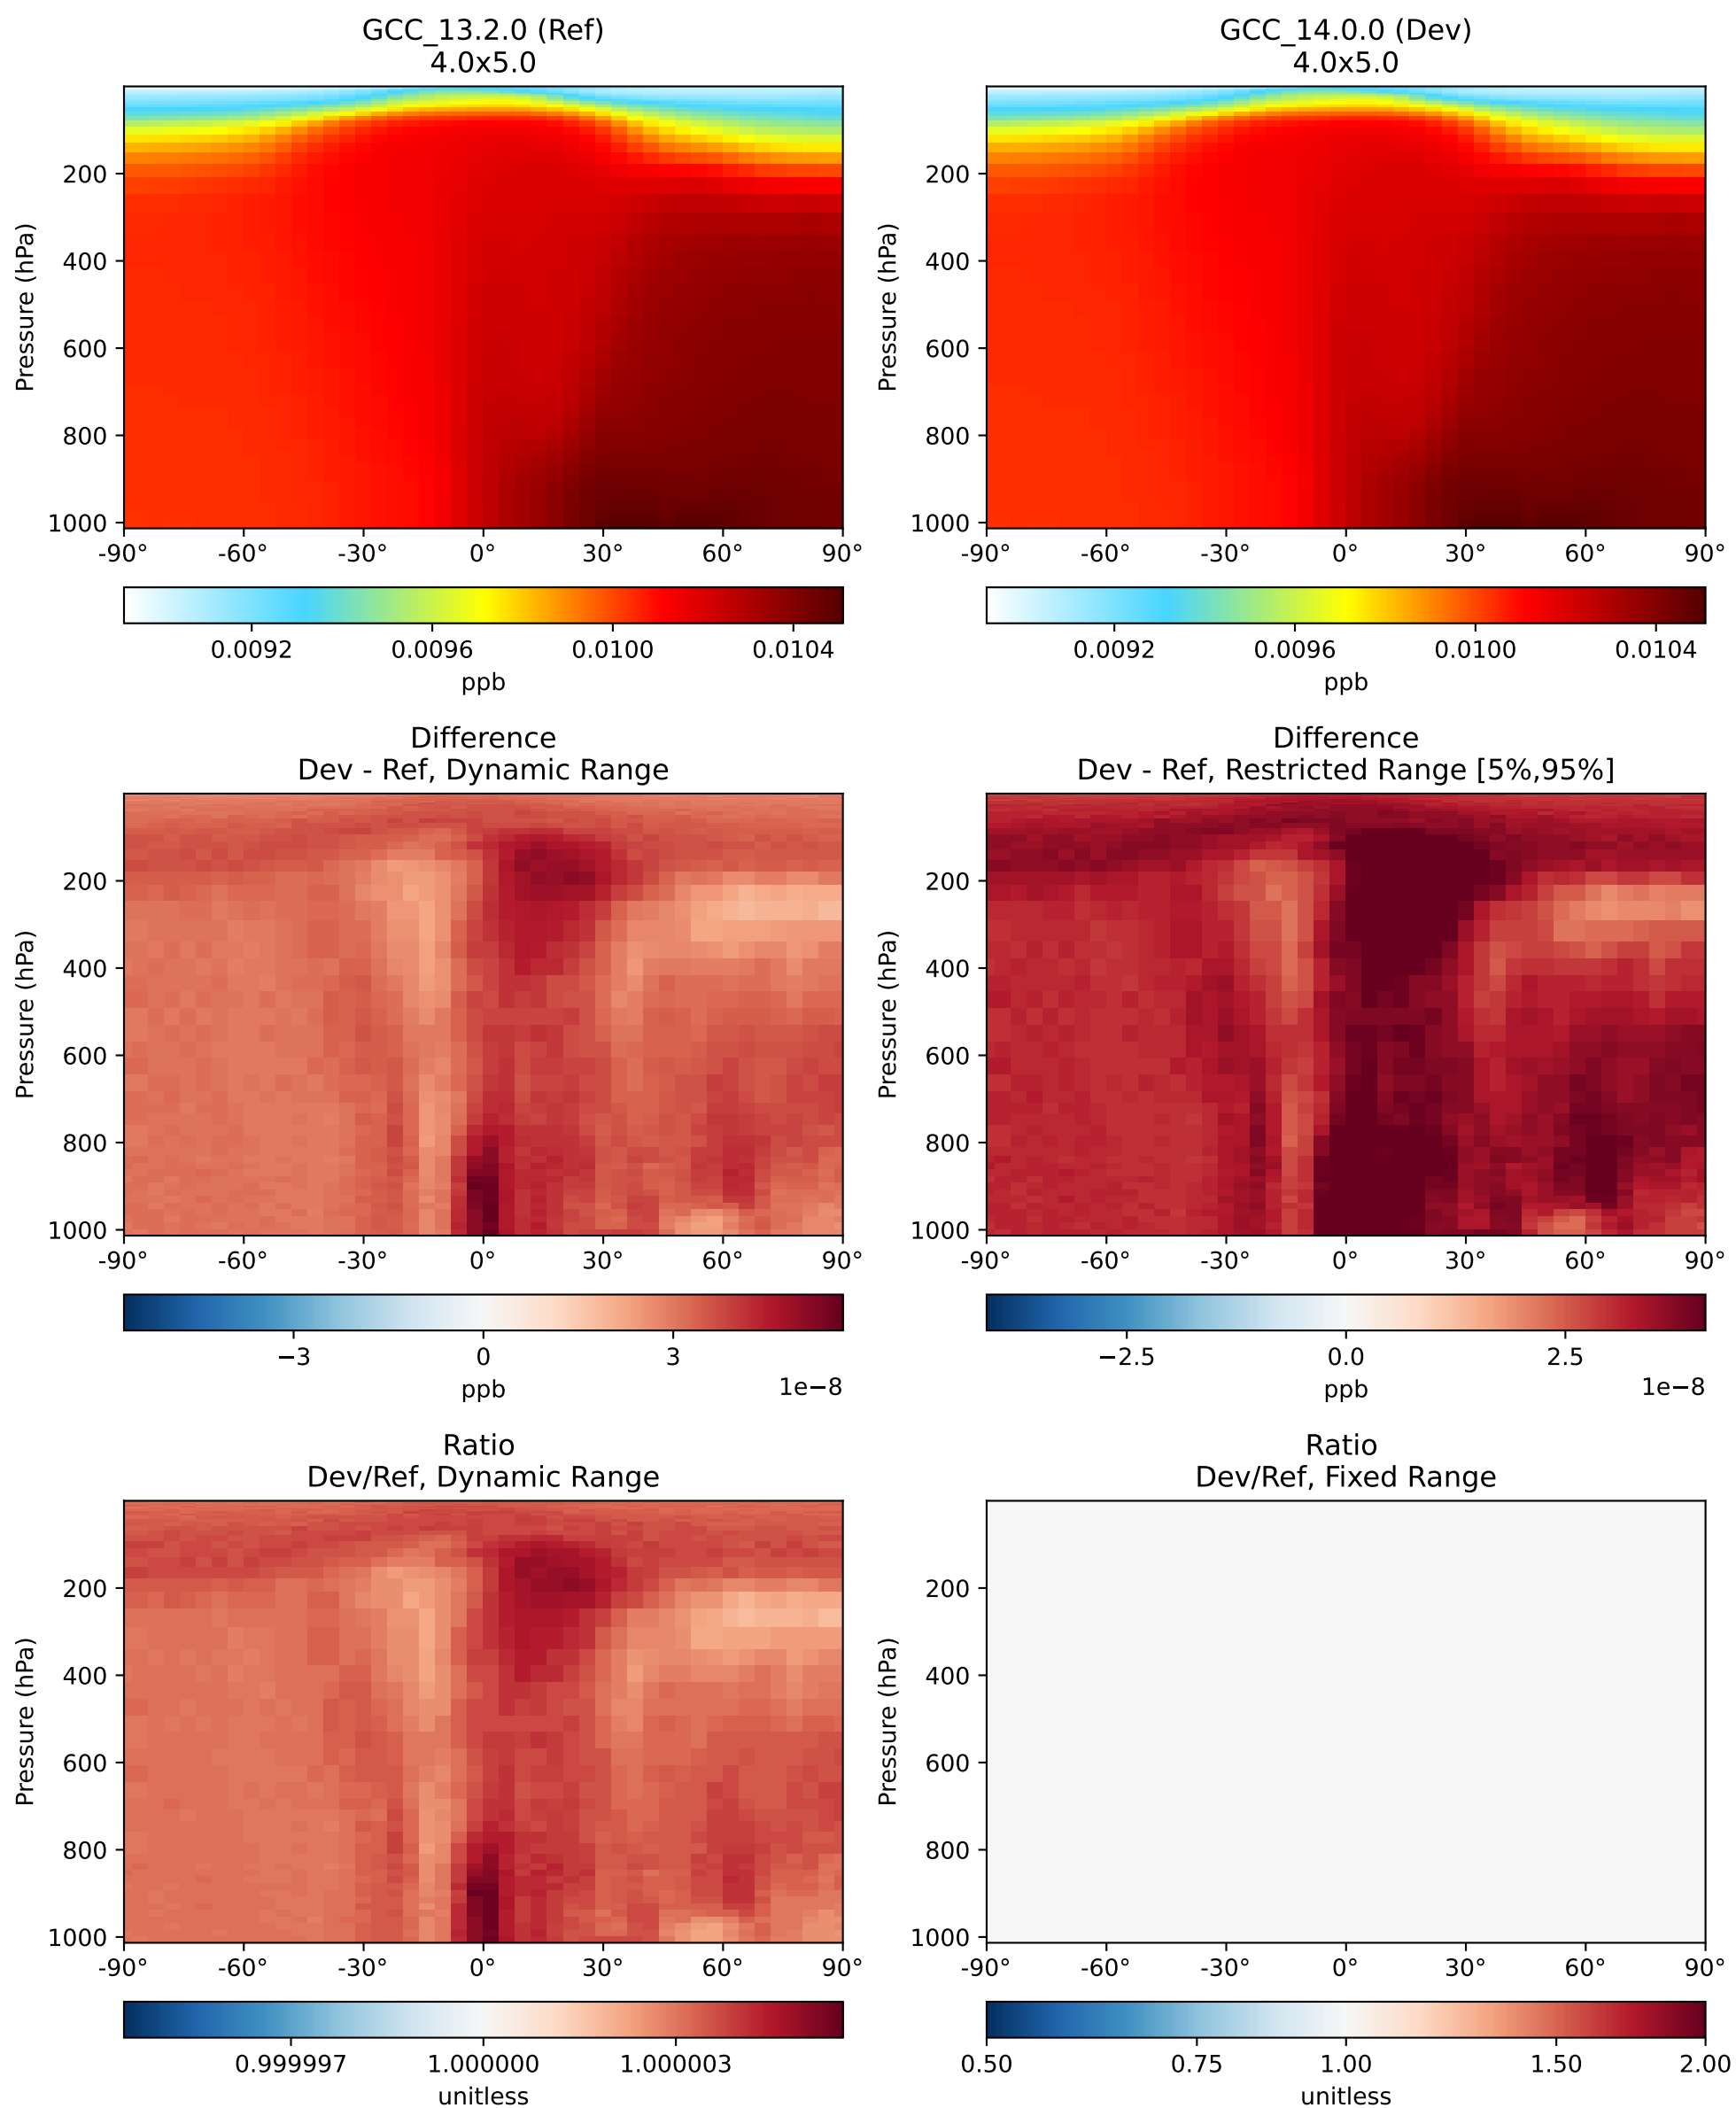 GCC_13.2.0 (Ref)
4.0x5.0
Pressure (hPa)
200
400
600
800
1000
-90° -60° -30° 0° 30° 60° 90°
0.0092 0.0096 0.0100 0.0104
ppb
GCC_14.0.0 (Dev)
4.0x5.0
Pressure (hPa)
200
400
600
800
1000
-90° -60° -30° 0° 30° 60° 90°
0.0092 0.0096 0.0100 0.0104
ppb
Difference
Dev - Ref, Dynamic Range
Pressure (hPa)
200
400
600
800
1000
-90° -60° -30° 0° 30° 60° 90°
−3 0 3
ppb 1e−8
Difference
Dev - Ref, Restricted Range [5%,95%]
Pressure (hPa)
200
400
600
800
1000
-90° -60° -30° 0° 30° 60° 90°
−2.5 0.0 2.5
ppb 1e−8
Ratio
Dev/Ref, Dynamic Range
Pressure (hPa)
200
400
600
800
1000
-90° -60° -30° 0° 30° 60° 90°
0.999997 1.000000 1.000003
unitless
Ratio
Dev/Ref, Fixed Range
Pressure (hPa)
200
400
600
800
1000
-90° -60° -30° 0° 30° 60° 90°
0.50 0.75 1.00 1.50 2.00
unitless